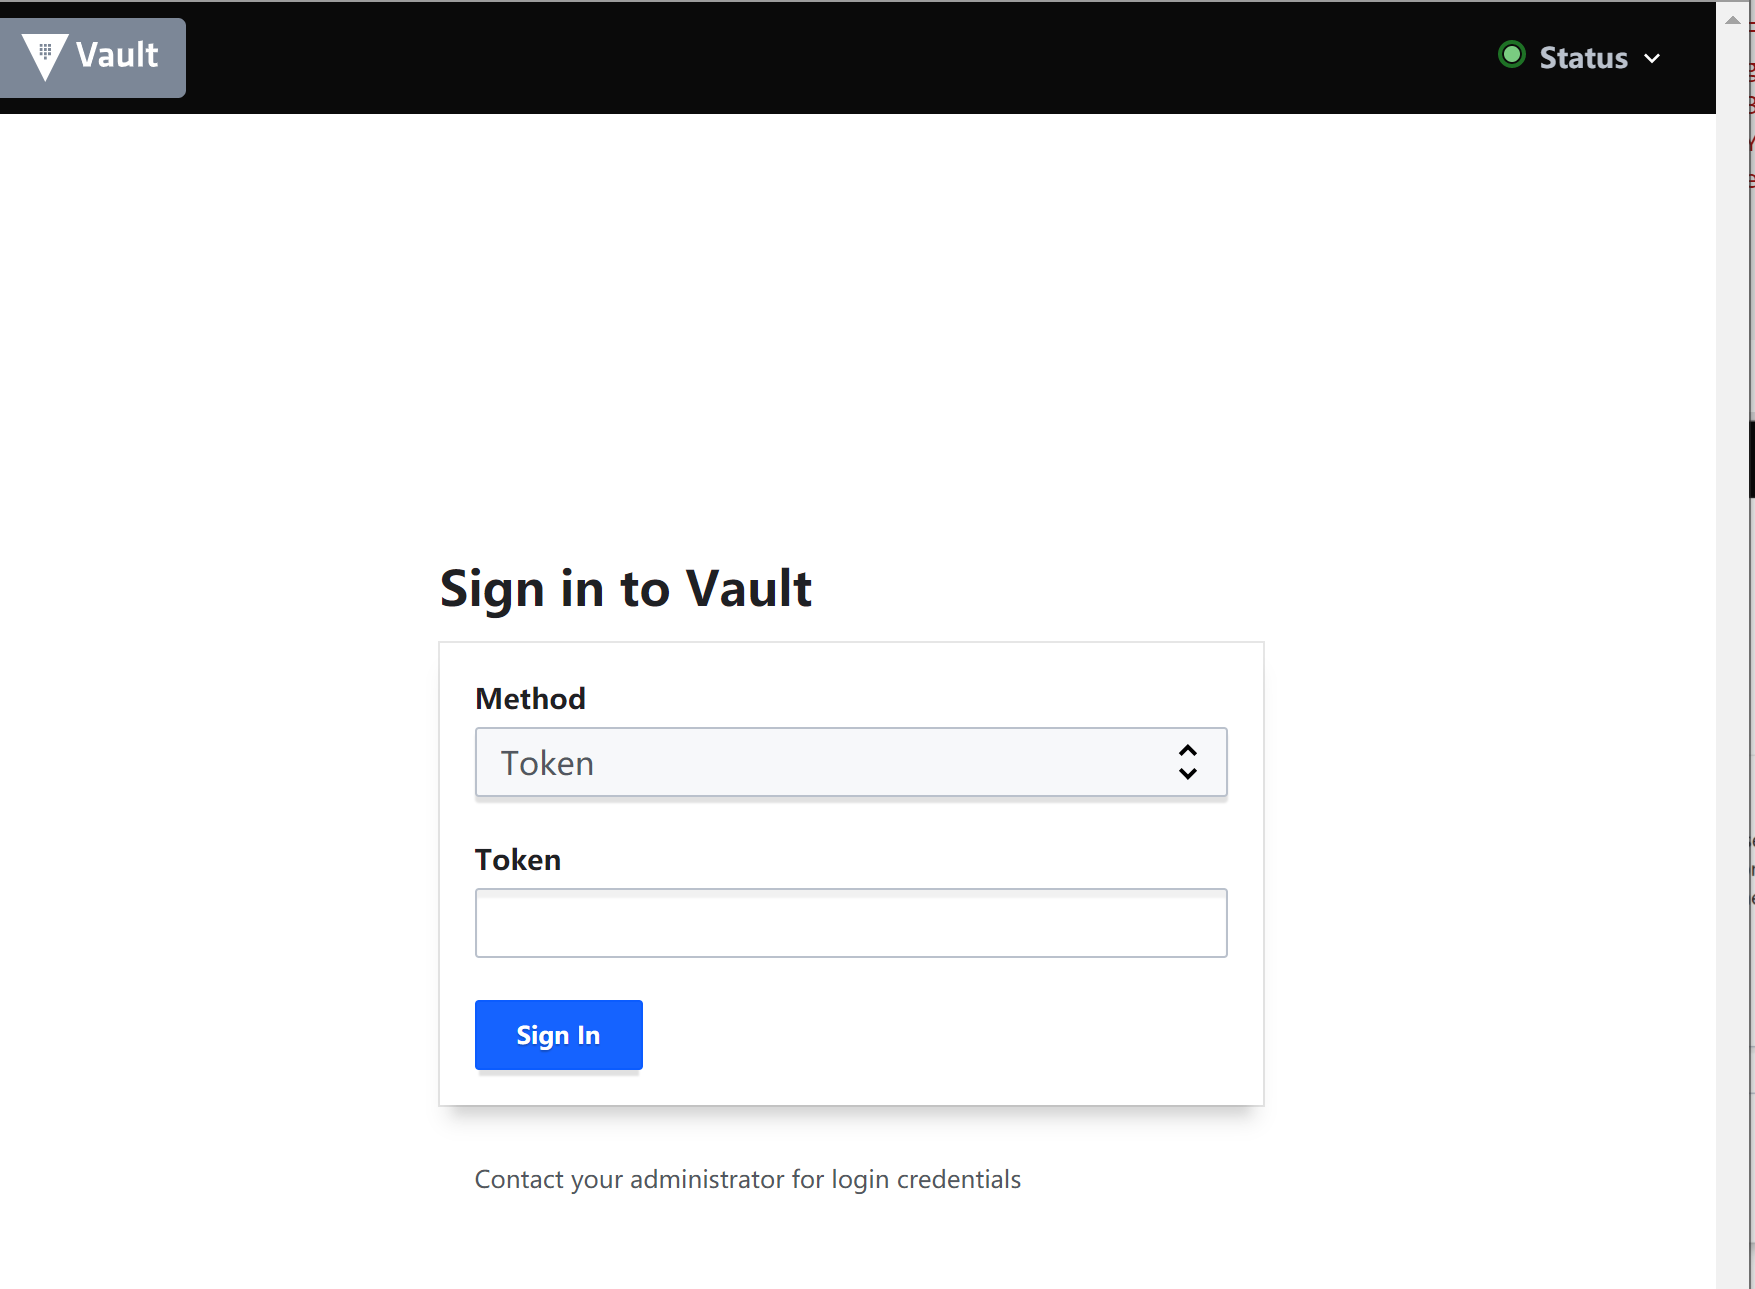 Vault
Status
Sign in to Vault
Method
Token
Token
Sign In
Contact your administrator for login credentials